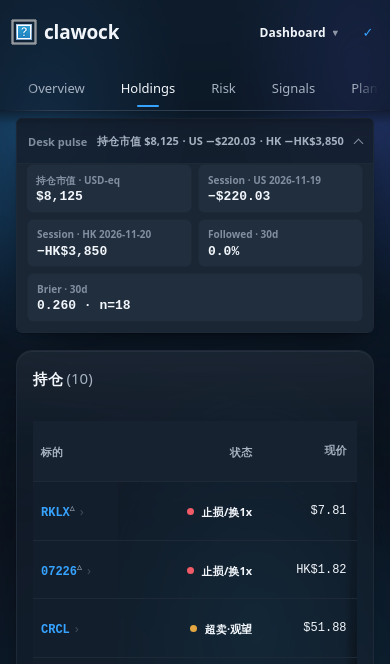 clawock
Dashboard ▾ ✓
Overview Holdings Risk Signals Plan
Desk pulse 持仓市值 $8,125 · US −$220.03 · HK −HK$3,850
持仓市值 · USD-eq
$8,125
Session · US 2026-11-19
−$220.03
Session · HK 2026-11-20
−HK$3,850
Followed · 30d
0.0%
Brier · 30d
0.260 · n=18
持仓 (10)
标的 状态 现价
RKLX△ › 止损/换1x $7.81
07226△ › 止损/换1x HK$1.82
CRCL › 超卖·观望 $51.88